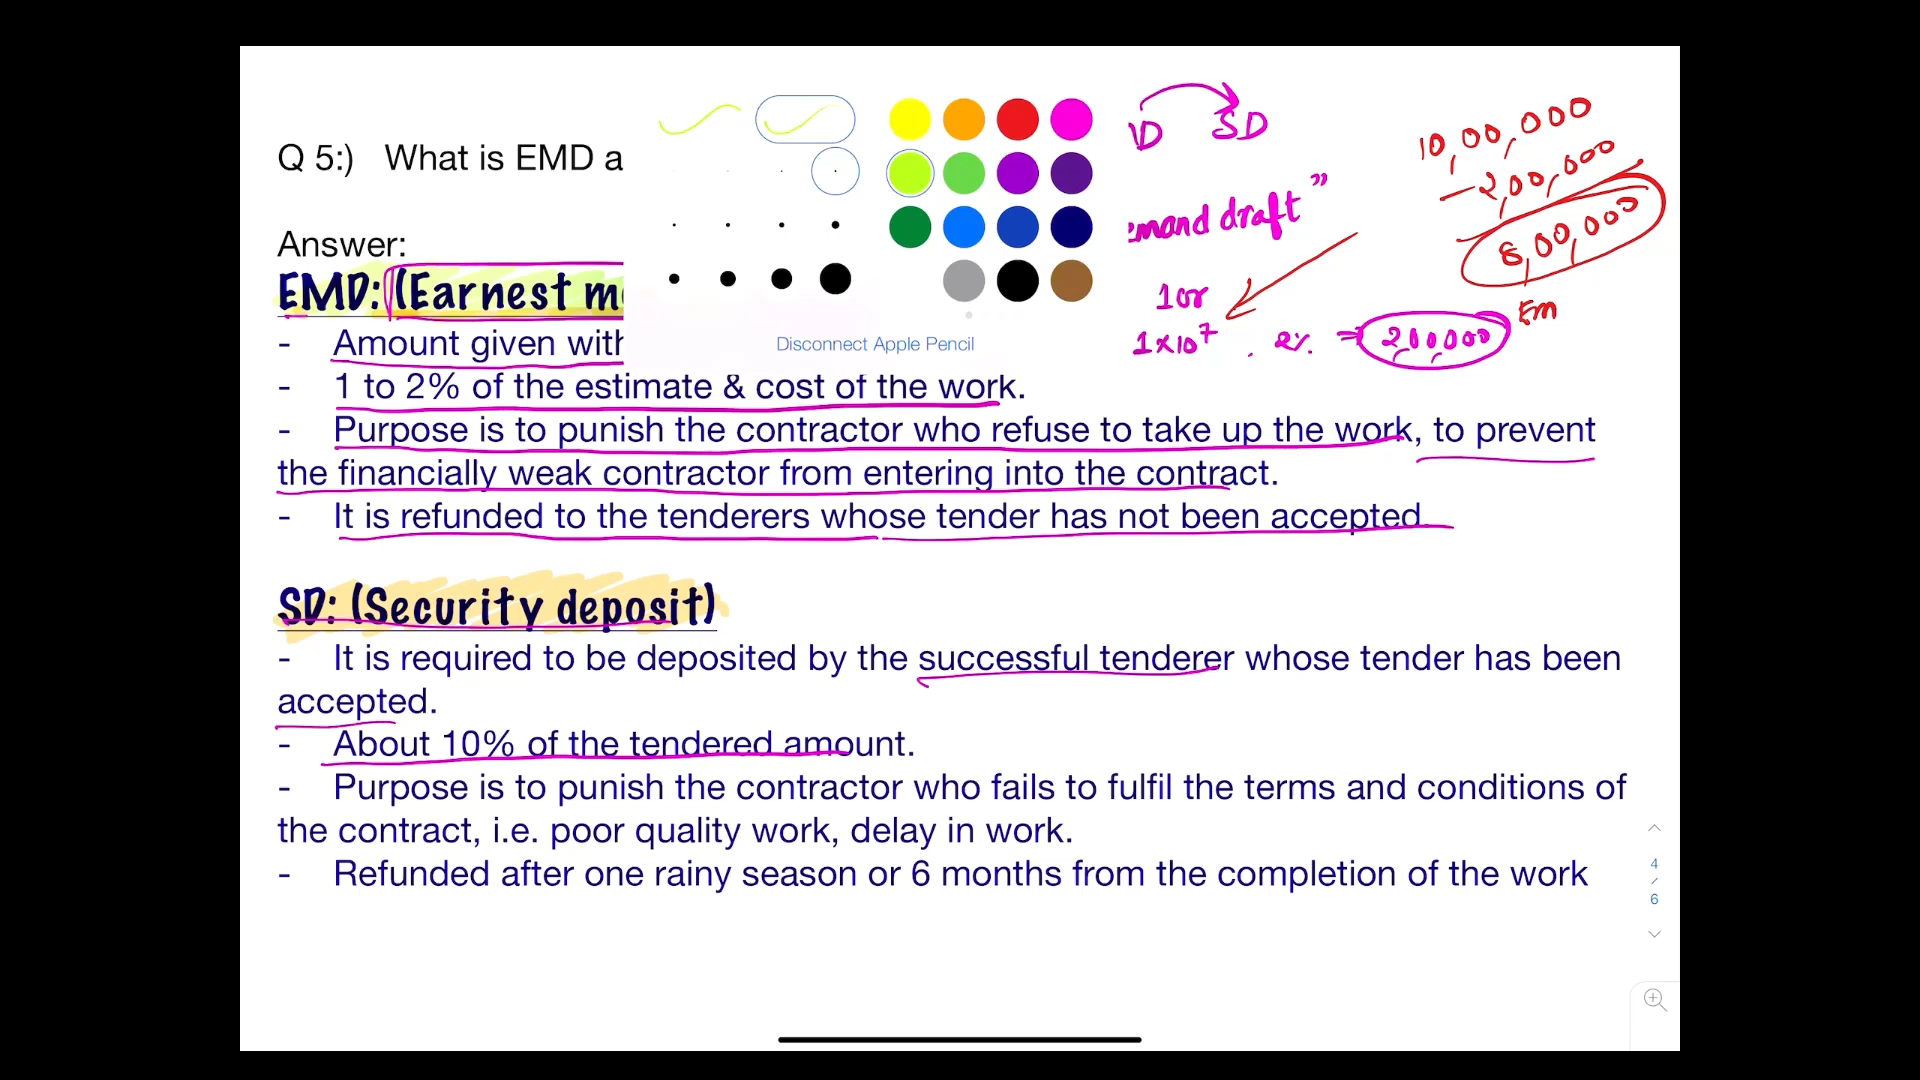 Q 5:) What is EMD a
SD
10,00,000
-2,00,000
8,00,000
Answer:
mand draft”
EMD: (Earnest m
1cr
Em
- Amount given with
Disconnect Apple Pencil
1x10⁷ . 2% = 2,00,000
- 1 to 2% of the estimate & cost of the work.
- Purpose is to punish the contractor who refuse to take up the work, to prevent
the financially weak contractor from entering into the contract.
- It is refunded to the tenderers whose tender has not been accepted.
SD: (Security deposit)
- It is required to be deposited by the successful tenderer whose tender has been
accepted.
- About 10% of the tendered amount.
- Purpose is to punish the contractor who fails to fulfil the terms and conditions of
the contract, i.e. poor quality work, delay in work.
- Refunded after one rainy season or 6 months from the completion of the work
4
/
6